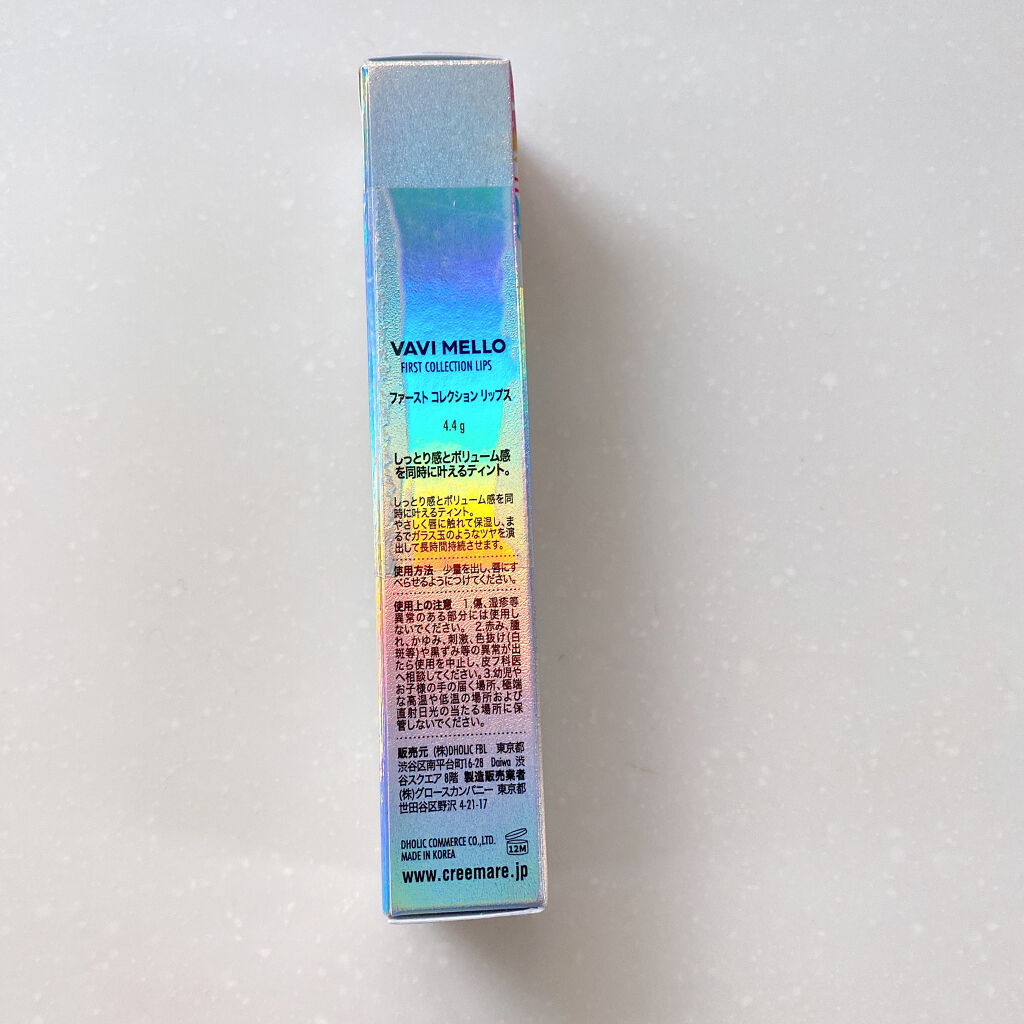 VAVI MELLO
FIRST COLLECTION LIPS
ファースト コレクション リップス
4.4 g
しっとり感とボリューム感
を同時に叶えるティント。
しっとり感とボリューム感を同
時に叶えるティント。
やさしく唇に触れて保湿し、ま
るでガラス玉のようなツヤを演
出して長時間持続させます。
使用方法 少量を出し、唇にす
べらせるようにつけてください。
使用上の注意 1.傷、湿疹等
異常のある部分には使用し
ないでください。 2.赤み、腫
れ、かゆみ、刺激、色抜け(白
斑等)や黒ずみ等の異常が出
たら使用を中止し、皮フ科医
へ相談してください。3.幼児や
お子様の手の届く場所、極端
な高温や低温の場所および
直射日光の当たる場所に保
管しないでください。
販売元 (株)DHOLIC FBL 東京都
渋谷区南平台町16-28 Daiwa 渋
谷スクエア 8階 製造販売業者
(株)グロースカンパニー 東京都
世田谷区野沢 4-21-17
DHOLIC COMMERCE CO.,LTD.
MADE IN KOREA
12M
www.creemare.jp